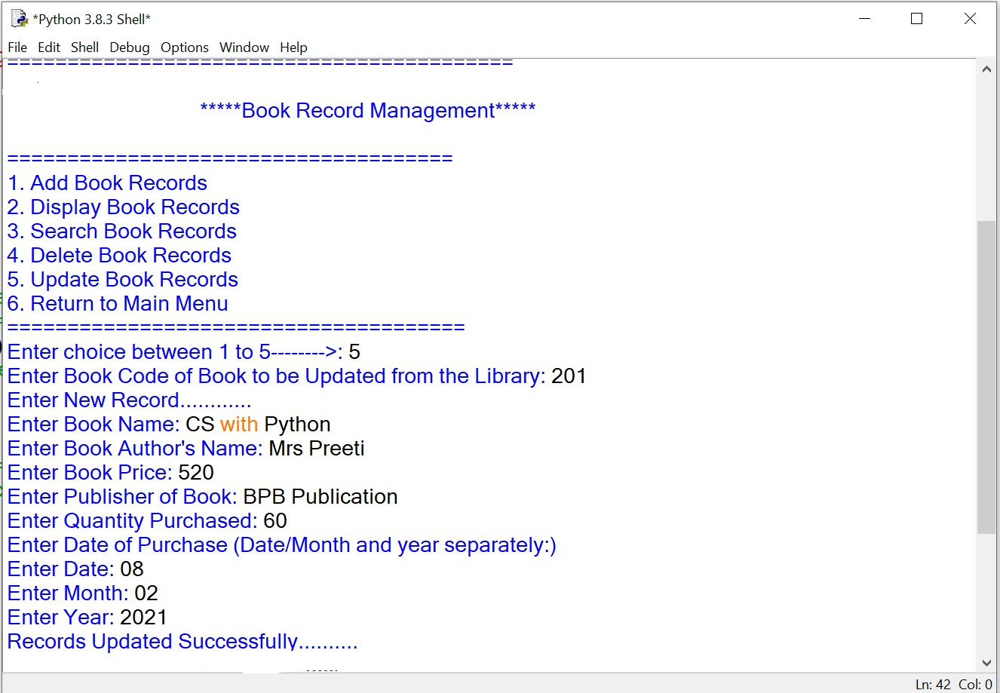 *Python 3.8.3 Shell*
File Edit Shell Debug Options Window Help
==========================================
*****Book Record Management*****
=====================================
1. Add Book Records
2. Display Book Records
3. Search Book Records
4. Delete Book Records
5. Update Book Records
6. Return to Main Menu
======================================
Enter choice between 1 to 5-------->: 5
Enter Book Code of Book to be Updated from the Library: 201
Enter New Record............
Enter Book Name: CS with Python
Enter Book Author's Name: Mrs Preeti
Enter Book Price: 520
Enter Publisher of Book: BPB Publication
Enter Quantity Purchased: 60
Enter Date of Purchase (Date/Month and year separately:)
Enter Date: 08
Enter Month: 02
Enter Year: 2021
Records Updated Successfully..........
Ln: 42 Col: 0